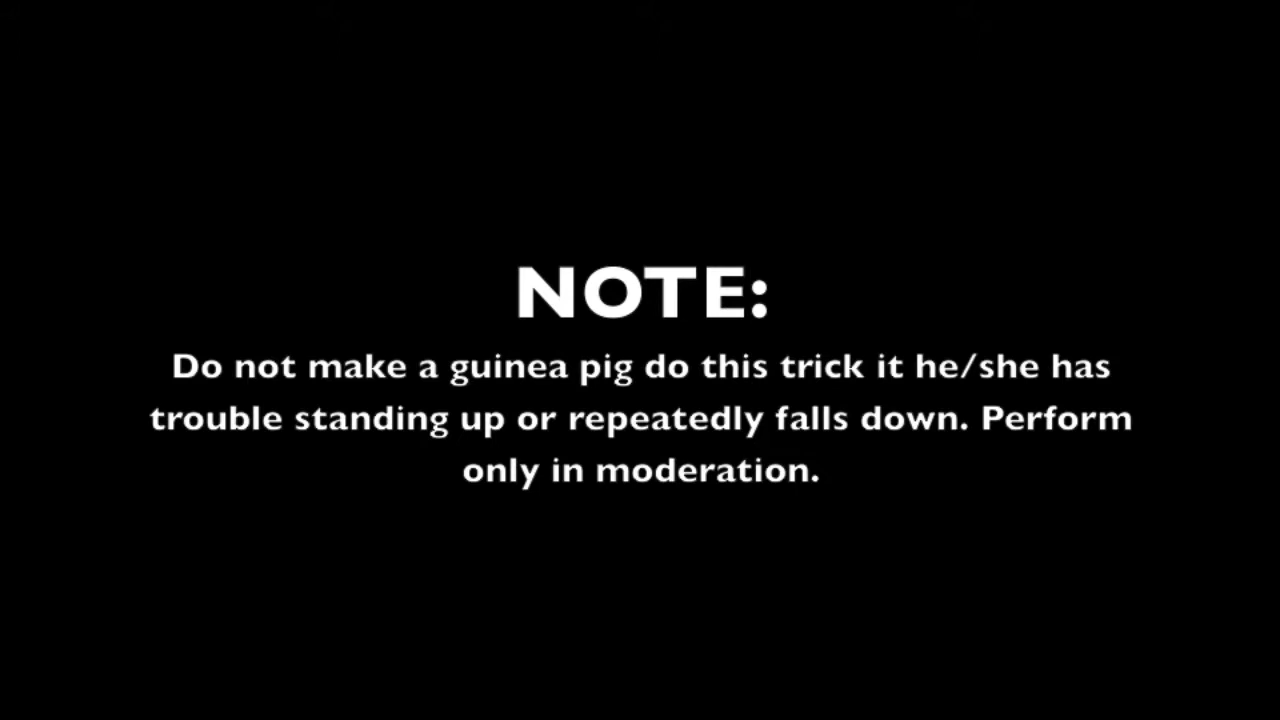 NOTE:
Do not make a guinea pig do this trick it he/she has
trouble standing up or repeatedly falls down. Perform
only in moderation.